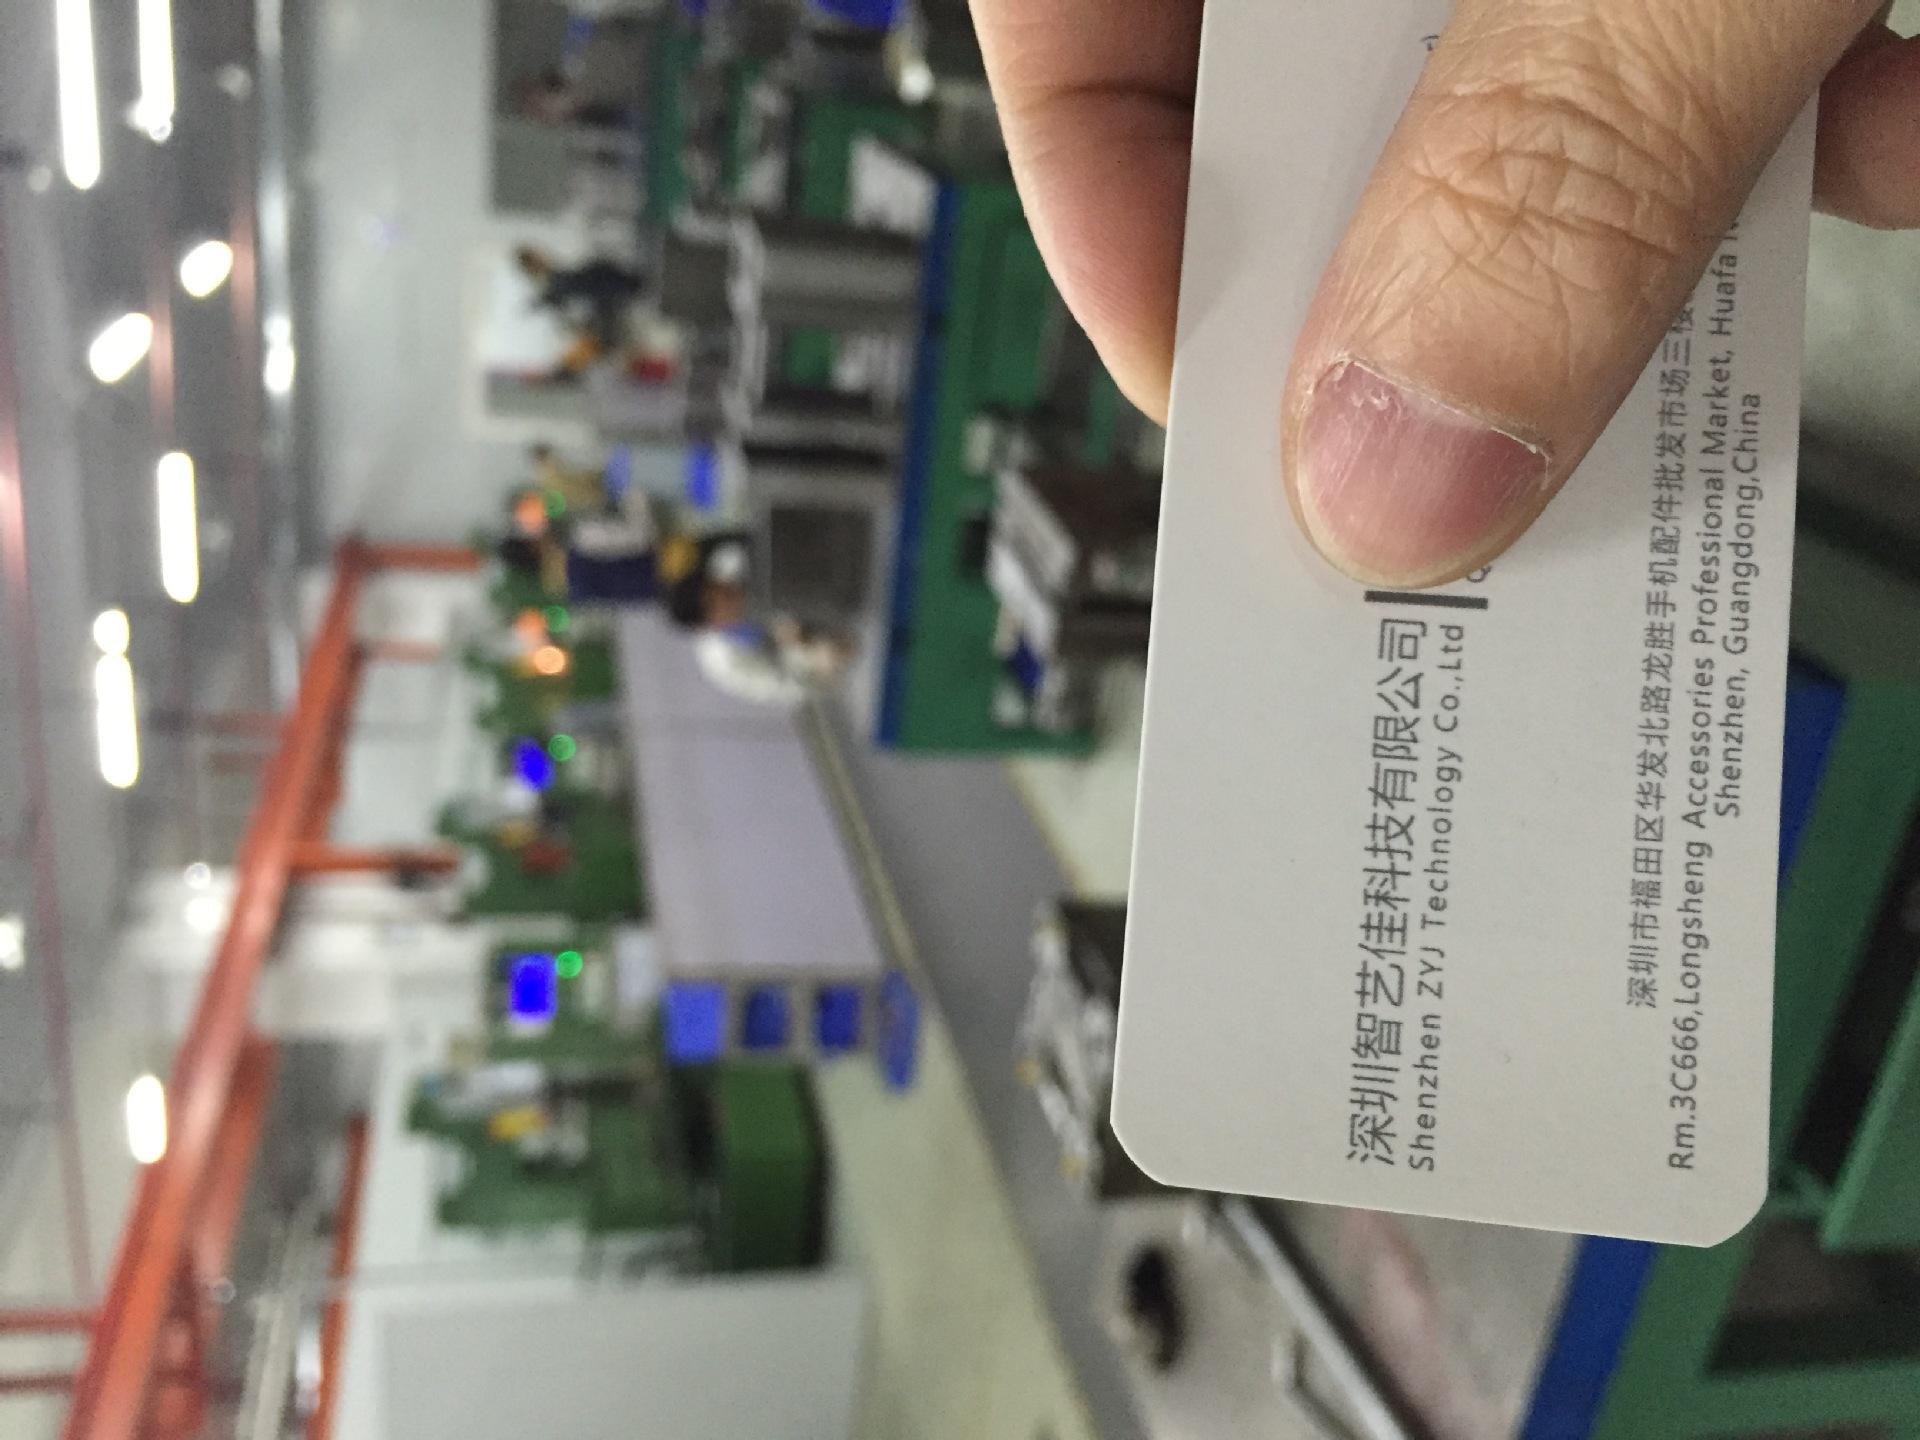 深圳智艺佳科技有限公司
Shenzhen ZYJ Technology Co.,Ltd
Q
深圳市福田区华发北路龙胜手机配件批发市场三楼
Rm.3C666,Longsheng Accessories Professional Market, Huafa
Shenzhen, Guangdong,China